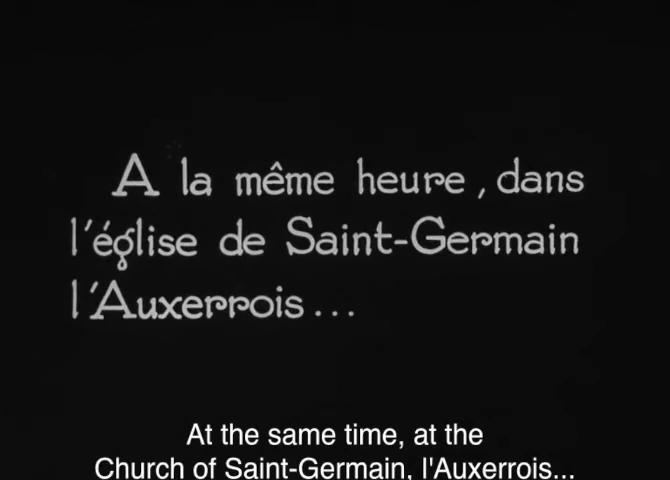 A la même heure, dans
l'église de Saint-Germain
l'Auxerrois...
At the same time, at the
Church of Saint-Germain, l'Auxerrois...